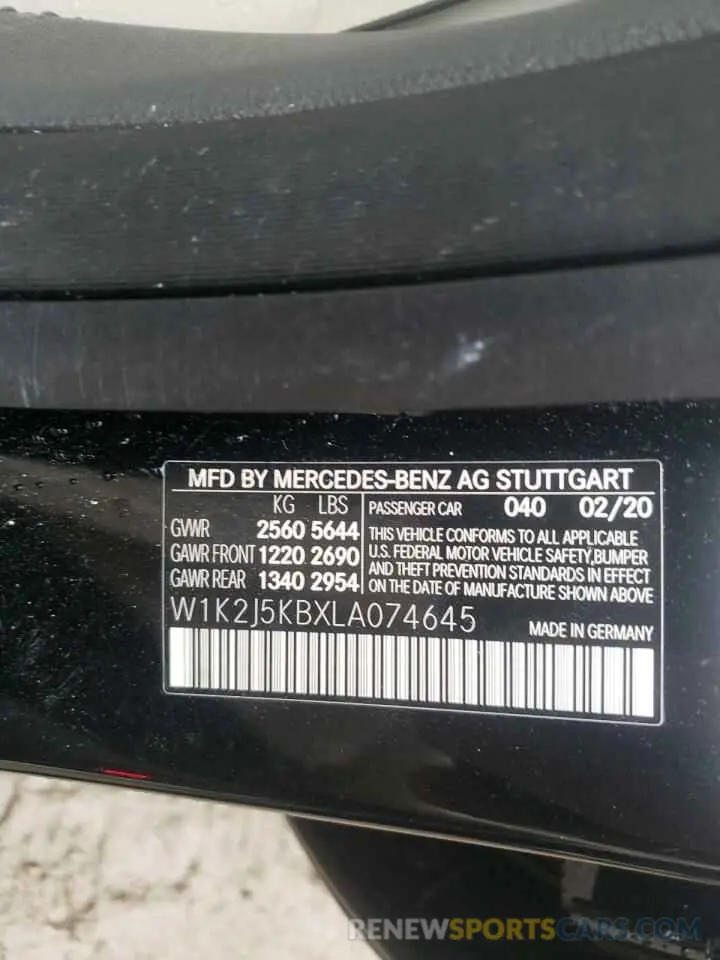 MFD BY MERCEDES-BENZ AG STUTTGART
KG LBS
GVWR 2560 5644
GAWR FRONT 1220 2690
GAWR REAR 1340 2954
PASSENGER CAR 040 02/20
THIS VEHICLE CONFORMS TO ALL APPLICABLE
U.S. FEDERAL MOTOR VEHICLE SAFETY,BUMPER
AND THEFT PREVENTION STANDARDS IN EFFECT
ON THE DATE OF MANUFACTURE SHOWN ABOVE
W1K2J5KBXLA074645
MADE IN GERMANY
RENEWSPORTSCARS.COM